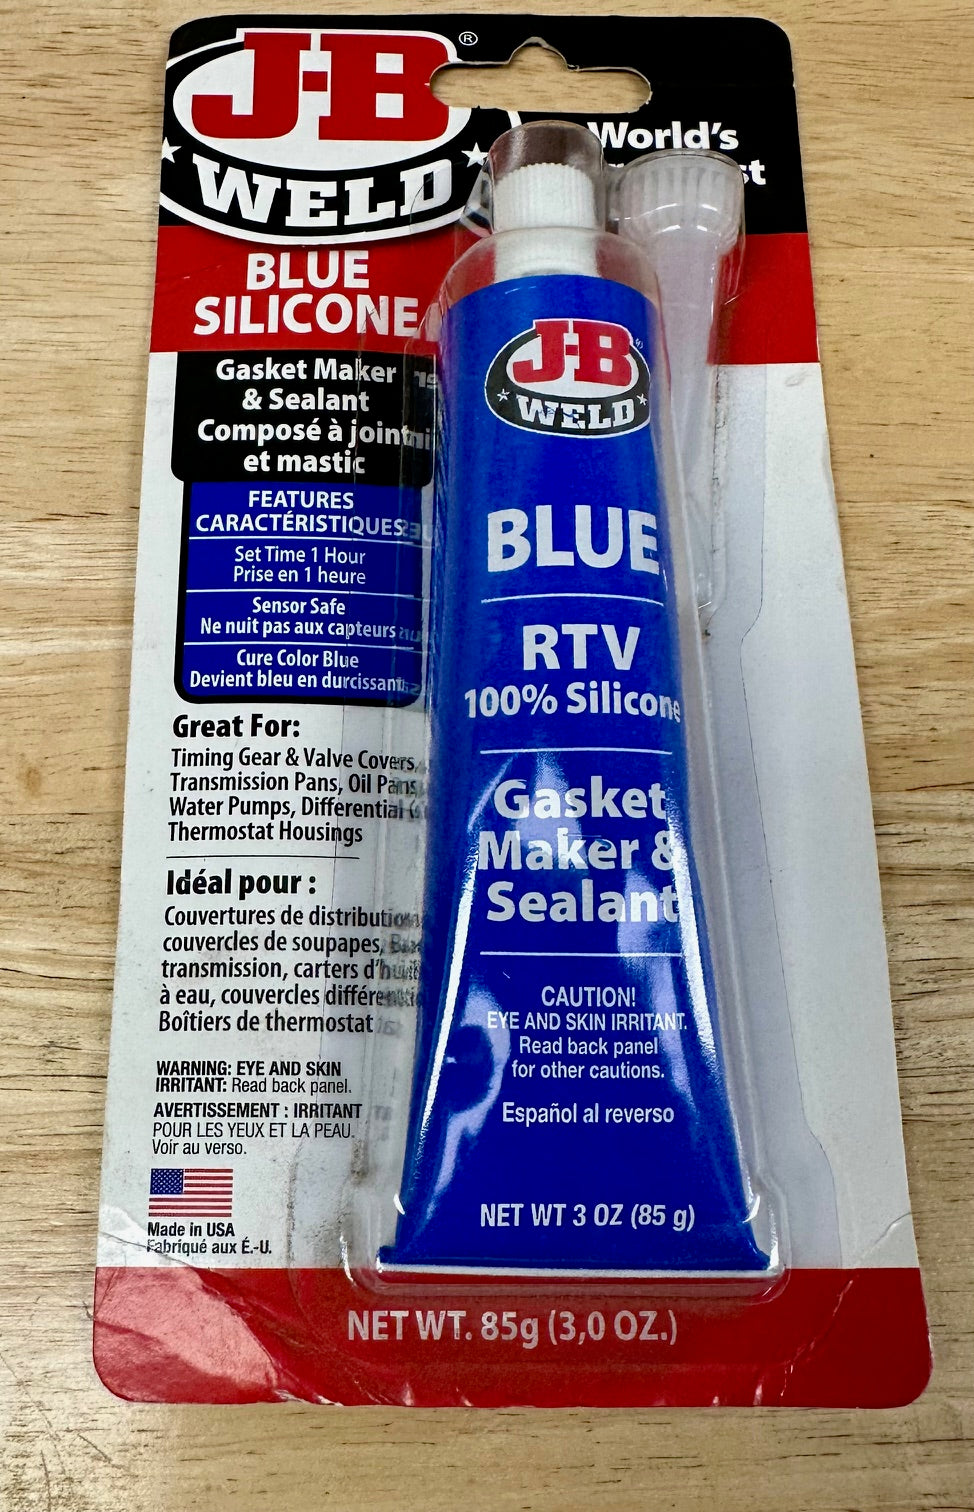 J-B
®
WELD
World's
BLUE
SILICONE
Gasket Maker
& Sealant
Composé à joint
et mastic
FEATURES
CARACTÉRISTIQUES
Set Time 1 Hour
Prise en 1 heure
Sensor Safe
Ne nuit pas aux capteurs
Cure Color Blue
Devient bleu en durcissant
Great For:
Timing Gear & Valve Covers,
Transmission Pans, Oil Pans
Water Pumps, Differential
Thermostat Housings
Idéal pour :
Couvertures de distribution
couvercles de soupapes,
transmission, carters d'huile
à eau, couvercles
Boîtiers de thermostat
WARNING: EYE AND SKIN
IRRITANT: Read back panel.
AVERTISSEMENT : IRRITANT
POUR LES YEUX ET LA PEAU.
Voir au verso.
Made in USA
Fabriqué aux É.-U.
J-B
WELD
BLUE
RTV
100% Silicone
Gasket
Maker &
Sealant
CAUTION!
EYE AND SKIN IRRITANT.
Read back panel
for other cautions.
Español al reverso
NET WT 3 OZ (85 g)
NET WT. 85g (3,0 OZ.)